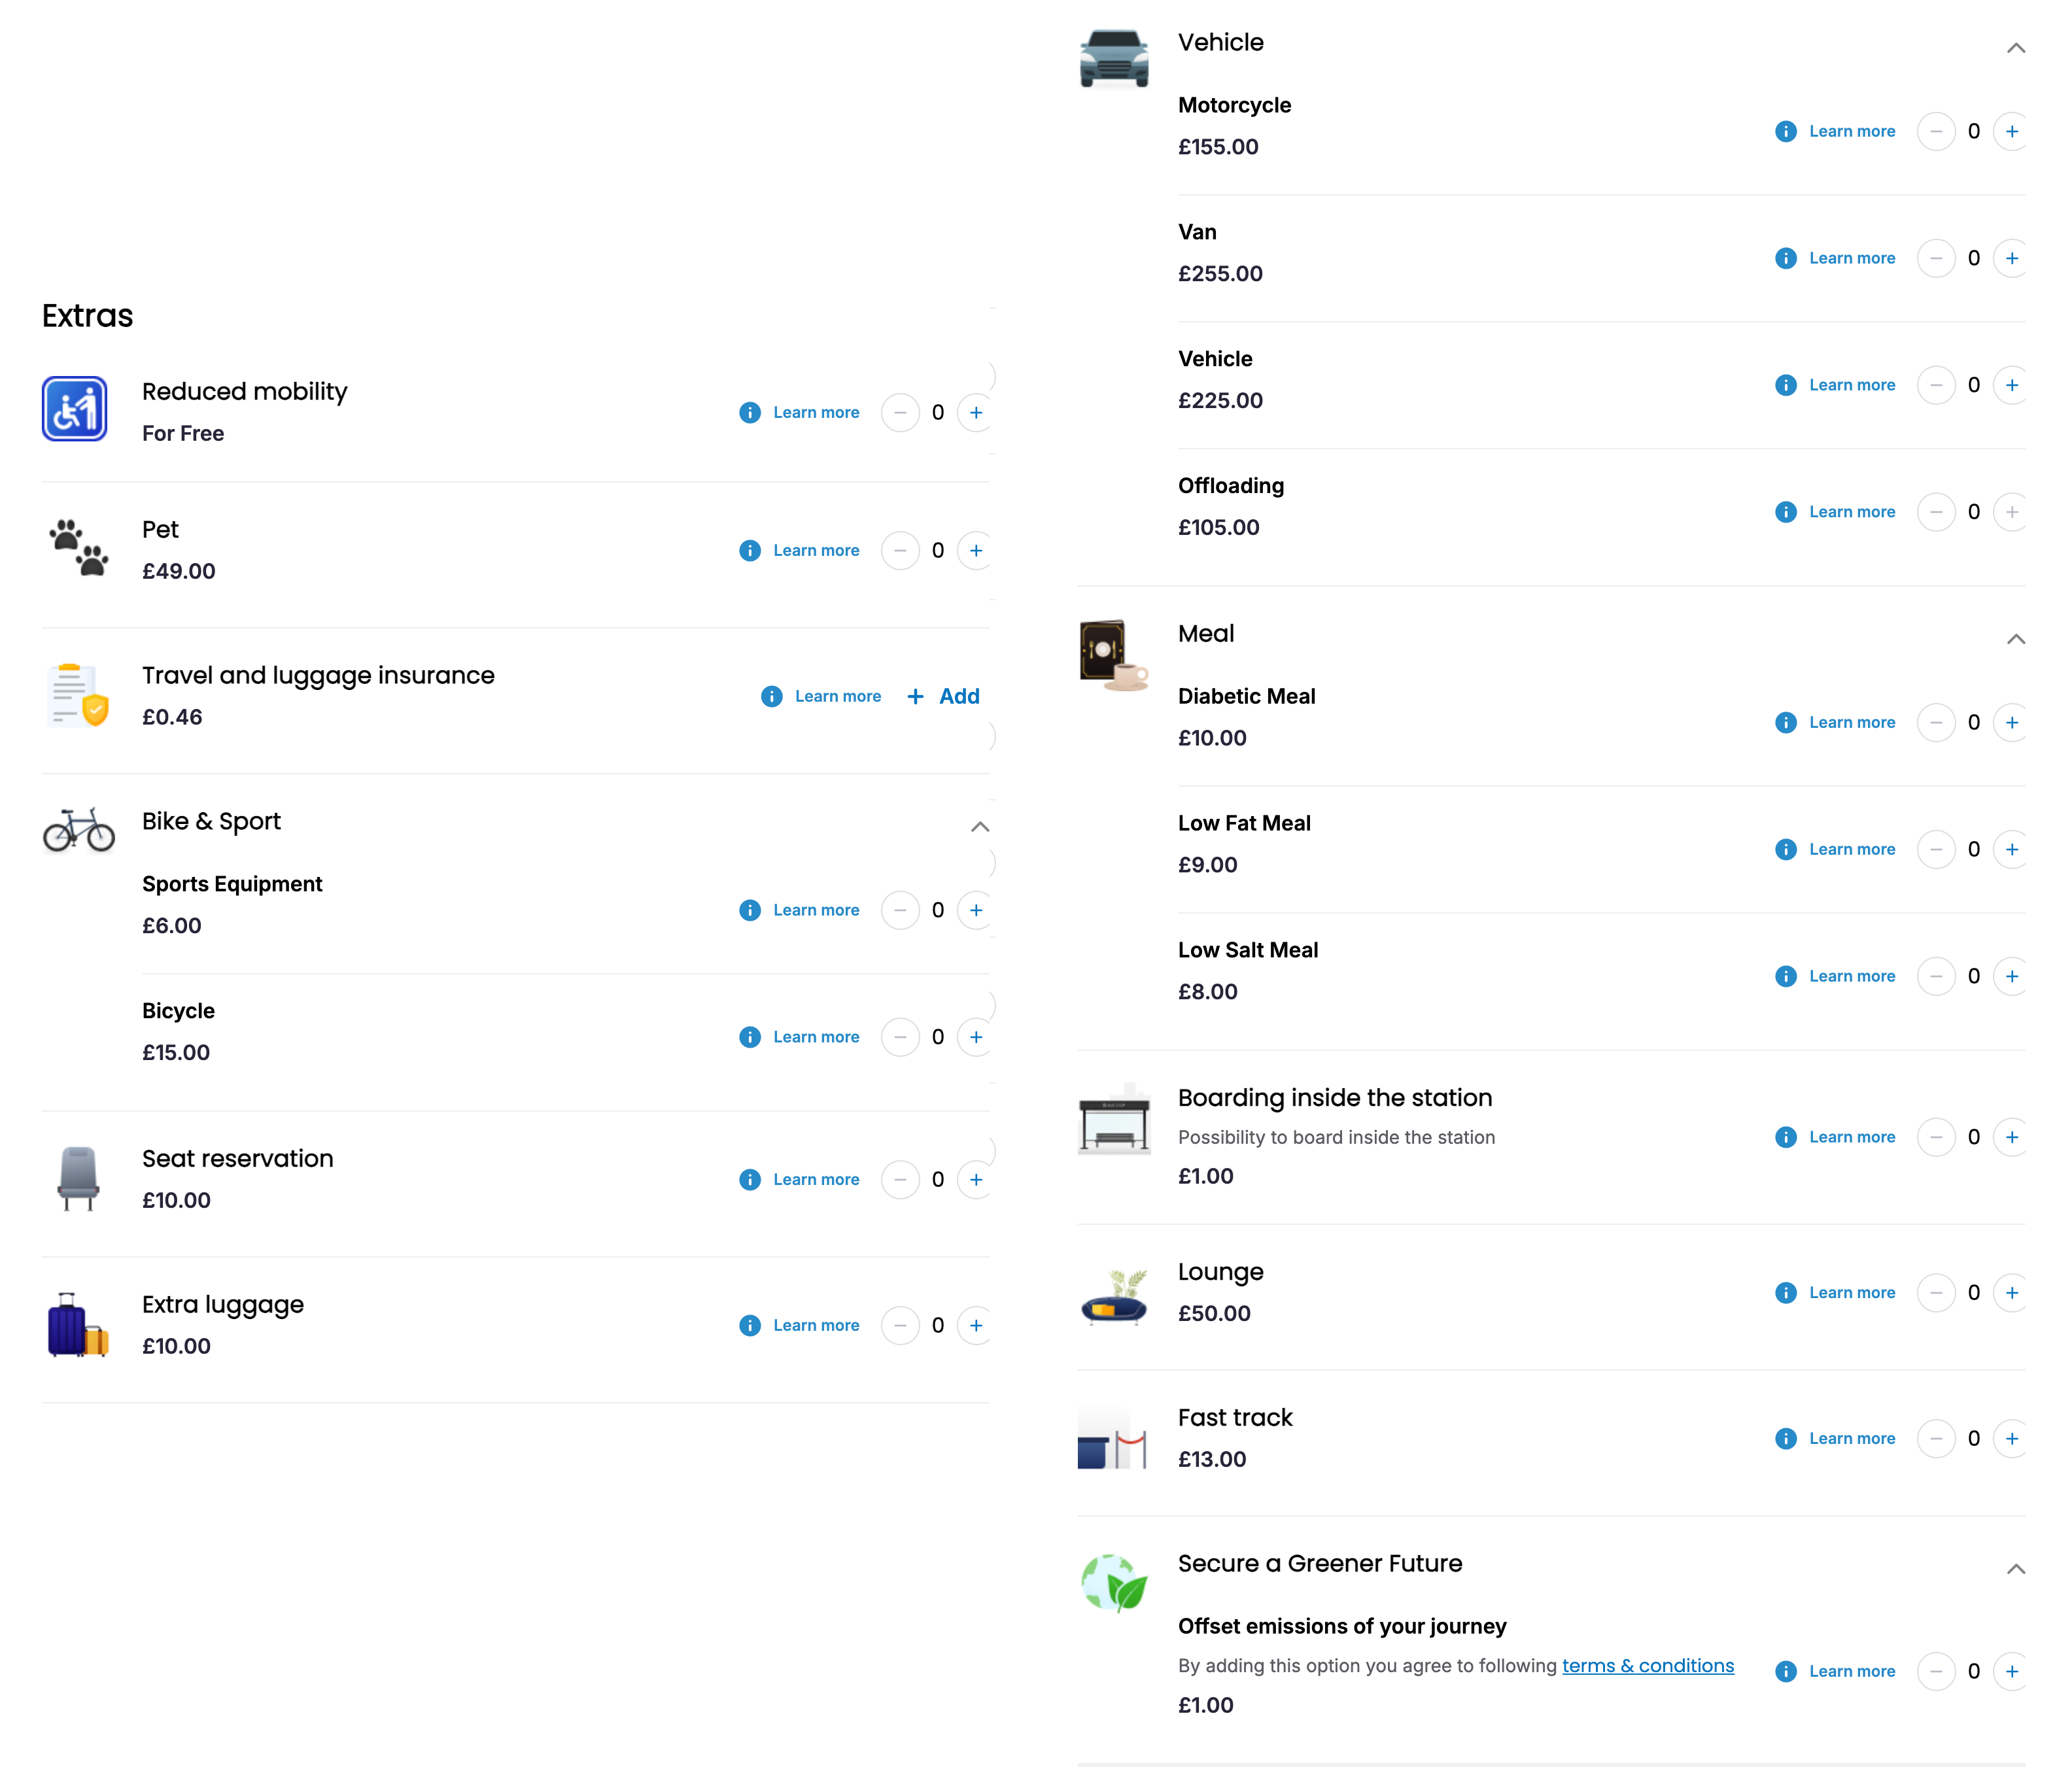 Extras
Reduced mobility
For Free
Learn more
0
Pet
£49.00
Learn more
0
Travel and luggage insurance
£0.46
Learn more
+ Add
Bike & Sport
Sports Equipment
£6.00
Learn more
0
Bicycle
£15.00
Learn more
0
Seat reservation
£10.00
Learn more
0
Extra luggage
£10.00
Learn more
0
Vehicle
Motorcycle
£155.00
Learn more
0
Van
£255.00
Learn more
0
Vehicle
£225.00
Learn more
0
Offloading
£105.00
Learn more
0
Meal
Diabetic Meal
£10.00
Learn more
0
Low Fat Meal
£9.00
Learn more
0
Low Salt Meal
£8.00
Learn more
0
Boarding inside the station
Possibility to board inside the station
£1.00
Learn more
0
Lounge
£50.00
Learn more
0
Fast track
£13.00
Learn more
0
Secure a Greener Future
Offset emissions of your journey
By adding this option you agree to following terms & conditions
£1.00
Learn more
0